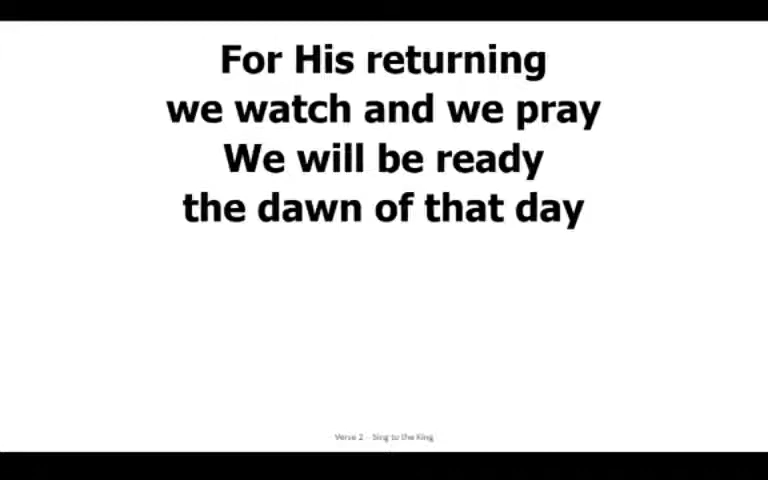 For His returning
we watch and we pray
We will be ready
the dawn of that day
Verse 2 - Sing to the King